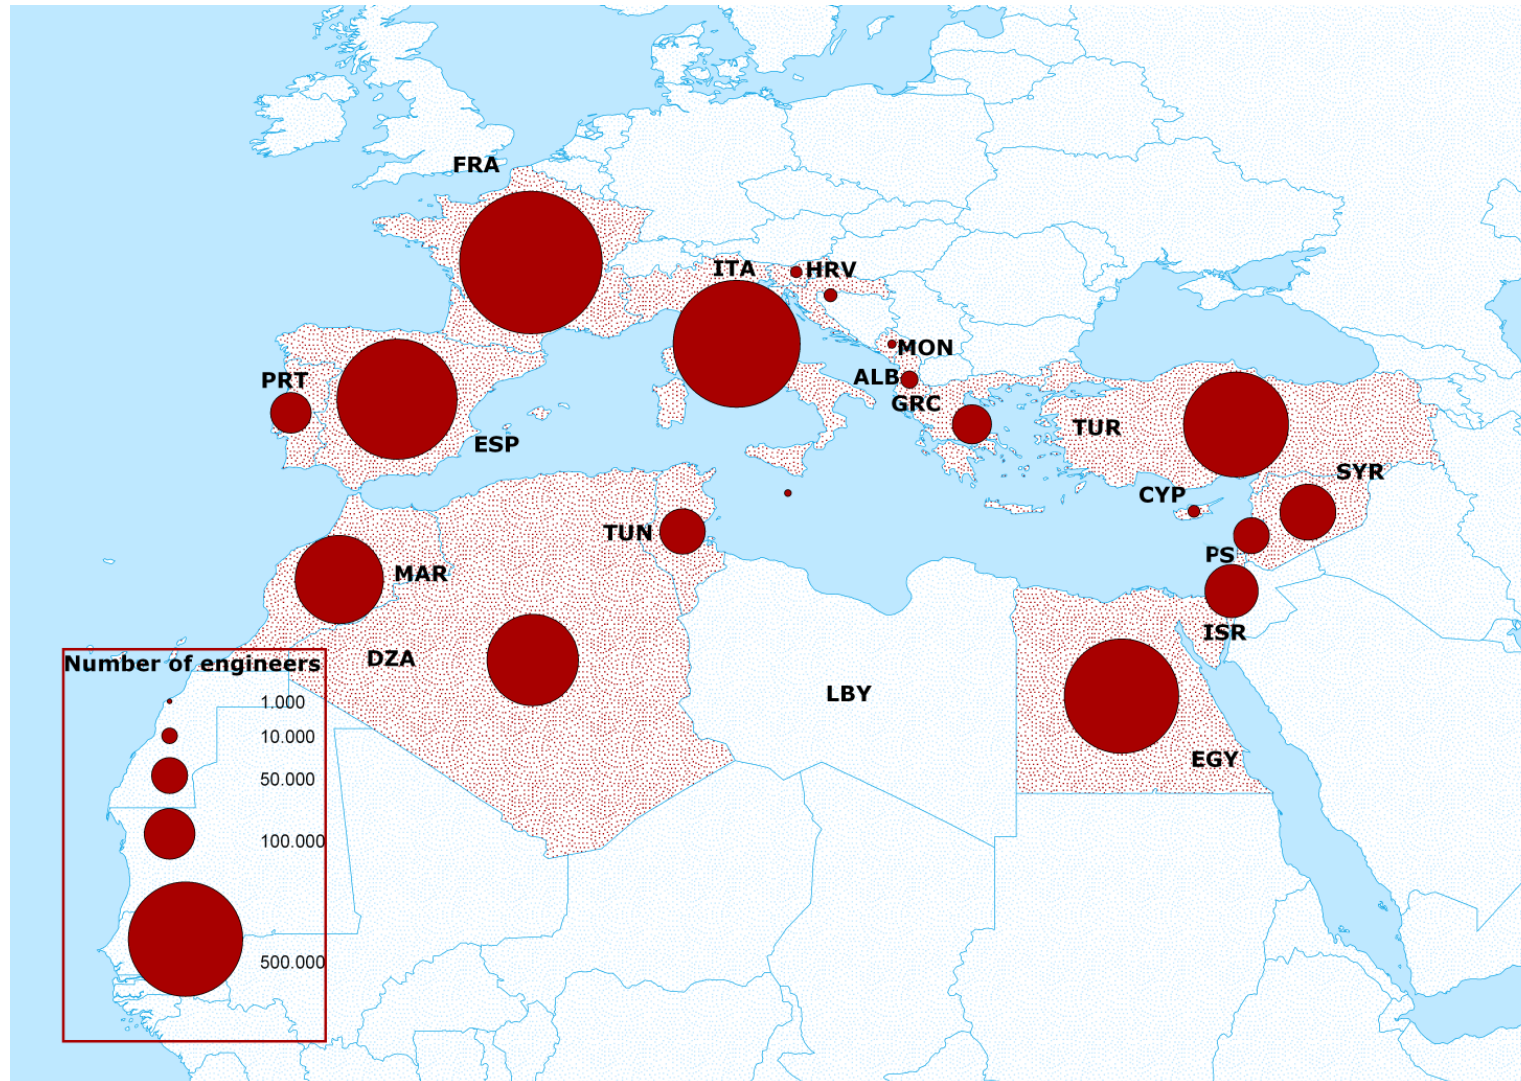 FRA
ITA
HRV
MON
ALB
GRC
PRT
ESP
TUR
SYR
CYP
PS
ISR
TUN
MAR
DZA
LBY
EGY
Number of engineers
1.000
10.000
50.000
100.000
500.000